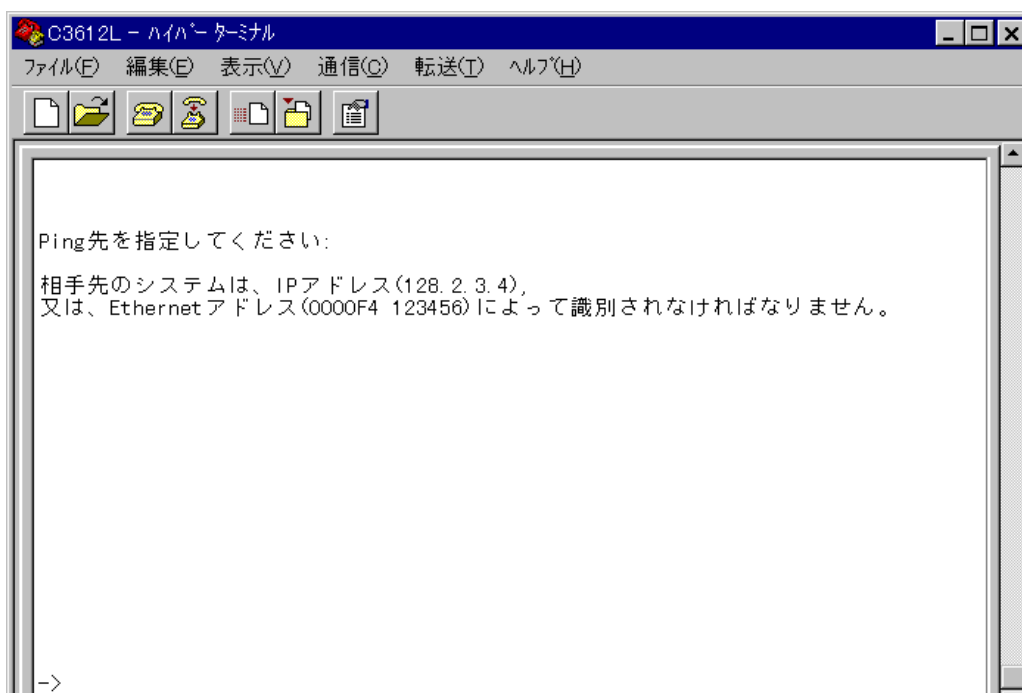 C3612L - ﾊｲﾊﾟｰ ﾀｰﾐﾅﾙ
ﾌｧｲﾙ(F) 編集(E) 表示(V) 通信(C) 転送(T) ﾍﾙﾌﾟ(H)
Ping先を指定してください:
相手先のシステムは、IPアドレス(128.2.3.4),
又は、Ethernetアドレス(0000F4 123456)によって識別されなければなりません。
->